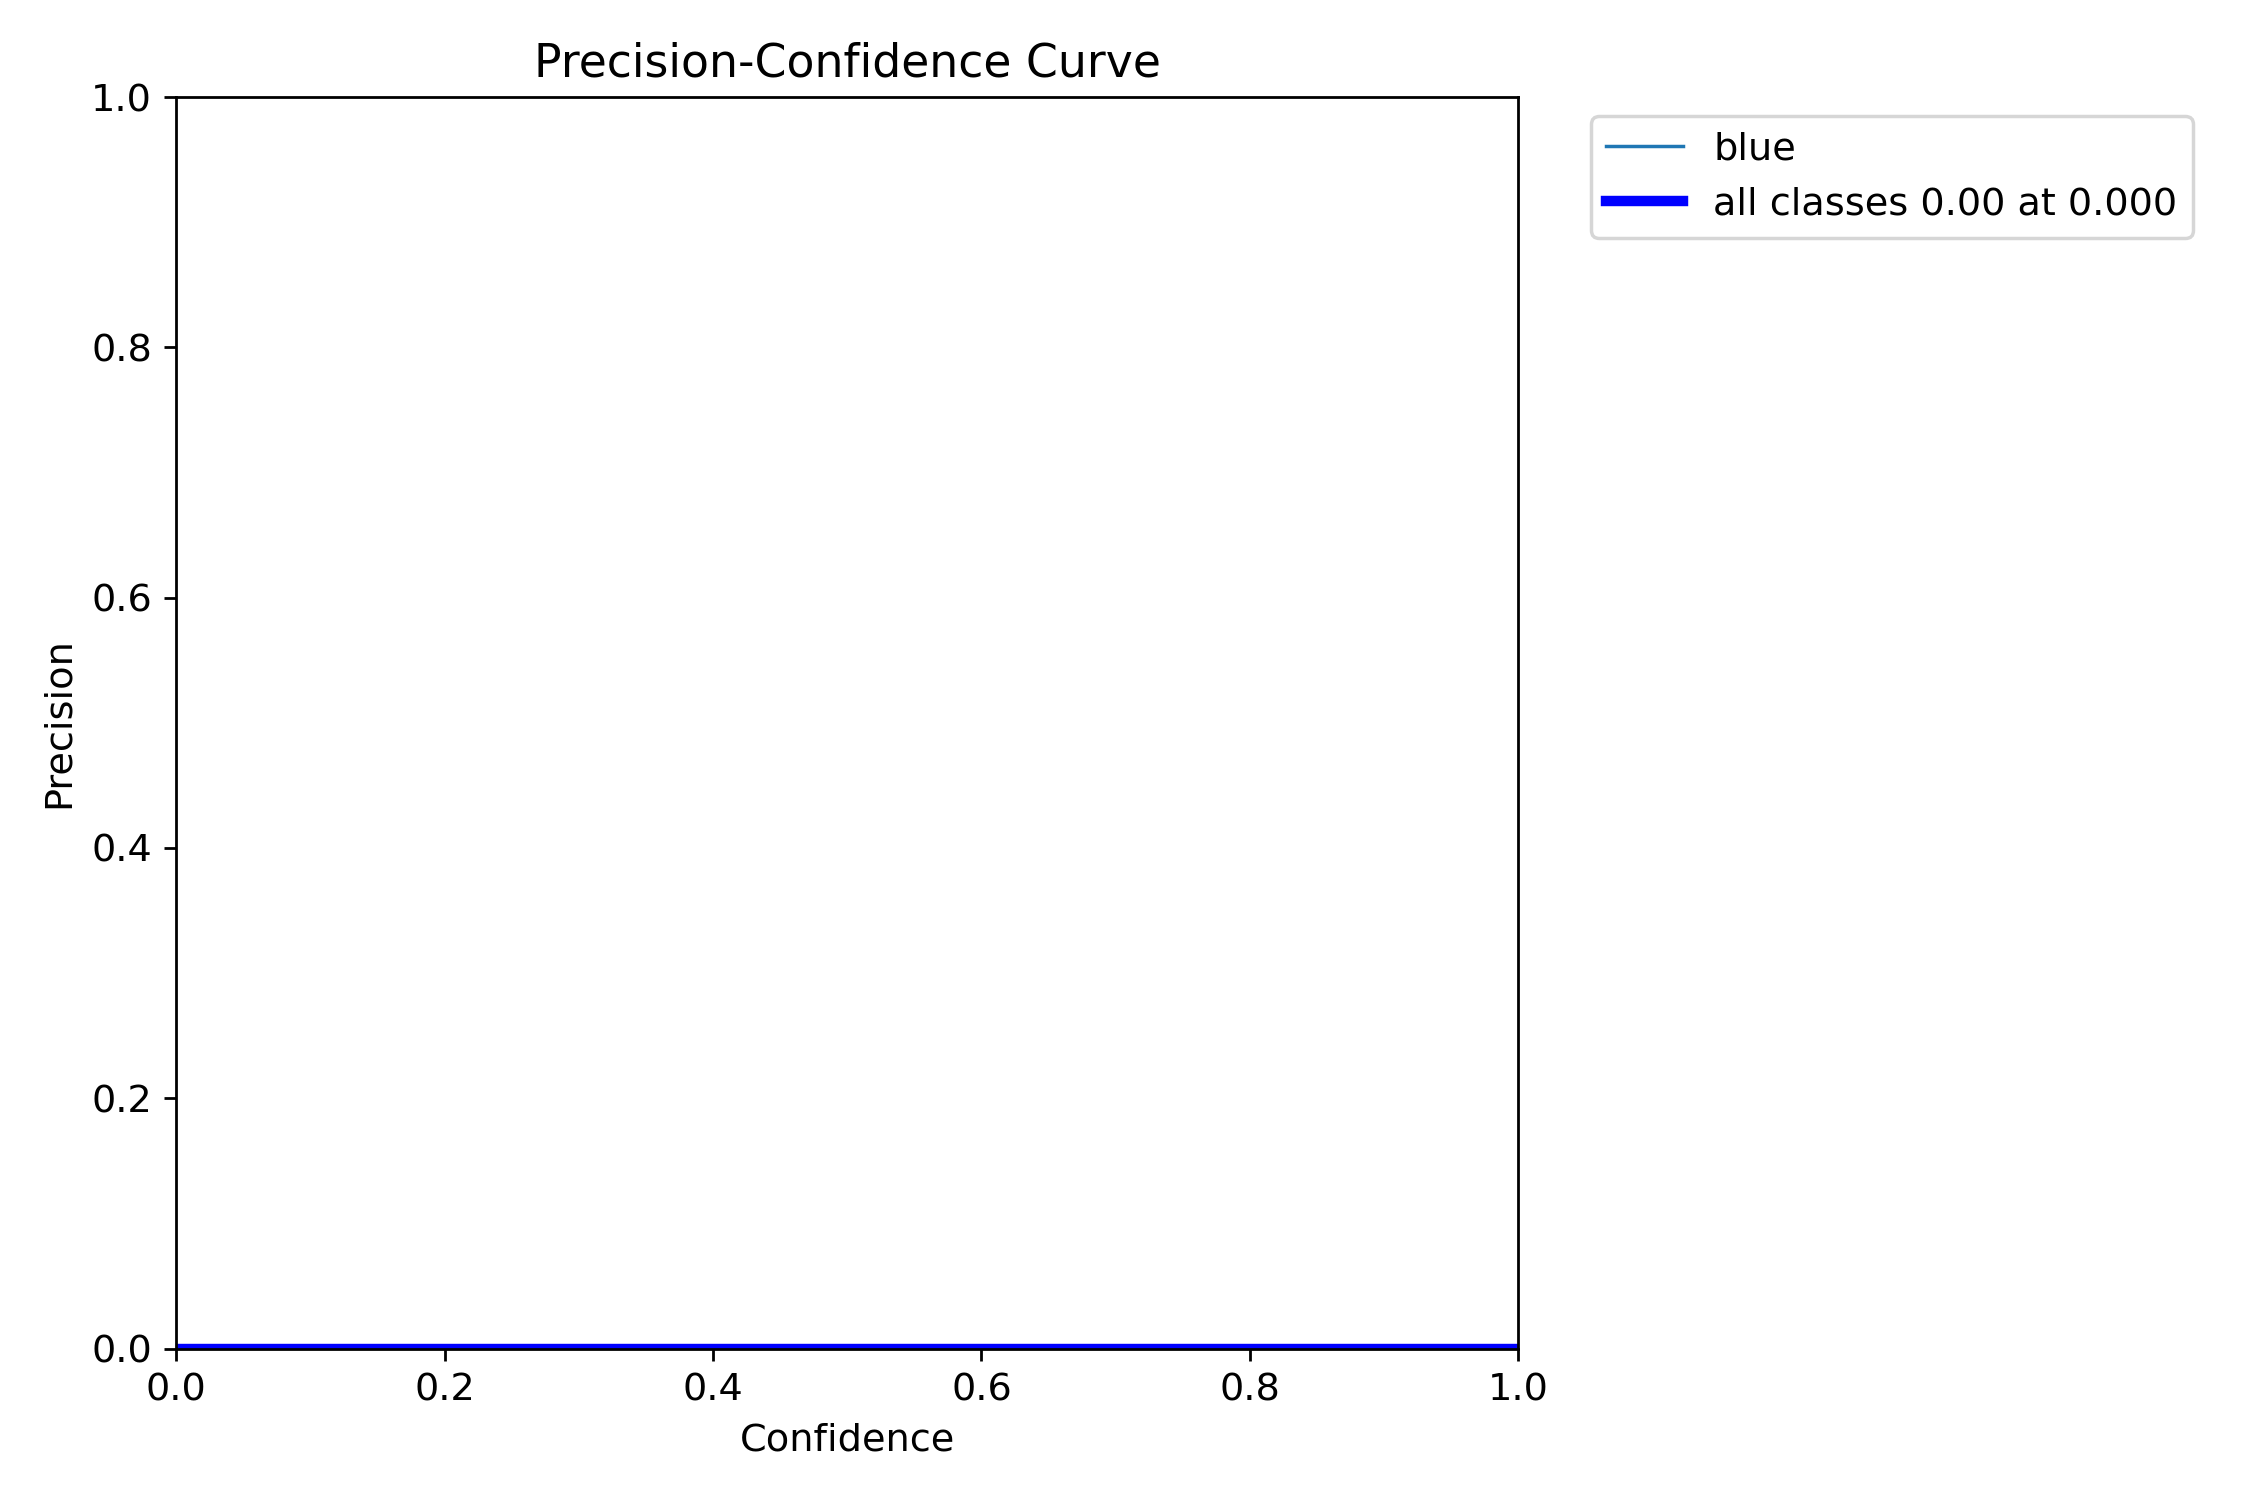 Precision-Confidence Curve
1.0
0.8
0.6
0.4
0.2
0.0
Precision
0.0 0.2 0.4 0.6 0.8 1.0
Confidence
blue
all classes 0.00 at 0.000